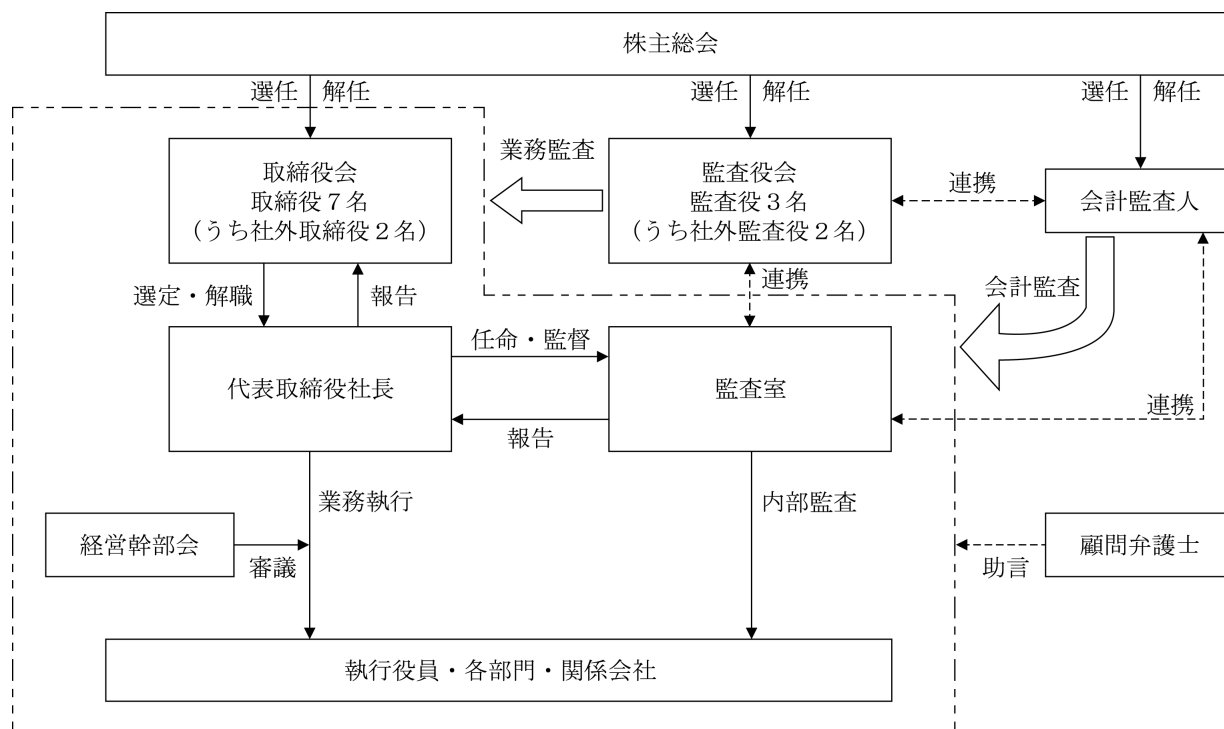 株主総会
選任 解任
選任 解任
選任 解任
取締役会
取締役７名
（うち社外取締役２名）
業務監査
監査役会
監査役３名
（うち社外監査役２名）
連携
会計監査人
選定・解職
報告
連携
会計監査
代表取締役社長
任命・監督
報告
監査室
連携
業務執行
内部監査
経営幹部会
審議
助言
顧問弁護士
執行役員・各部門・関係会社